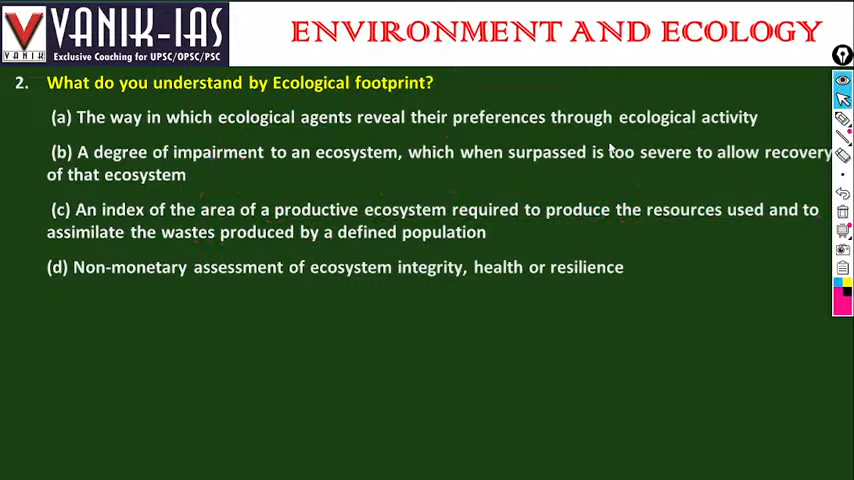 VANIK-IAS
VANIK
Exclusive Coaching for UPSC/OPSC/PSC
ENVIRONMENT AND ECOLOGY
2. What do you understand by Ecological footprint?
(a) The way in which ecological agents reveal their preferences through ecological activity
(b) A degree of impairment to an ecosystem, which when surpassed is too severe to allow recovery
of that ecosystem
(c) An index of the area of a productive ecosystem required to produce the resources used and to
assimilate the wastes produced by a defined population
(d) Non-monetary assessment of ecosystem integrity, health or resilience